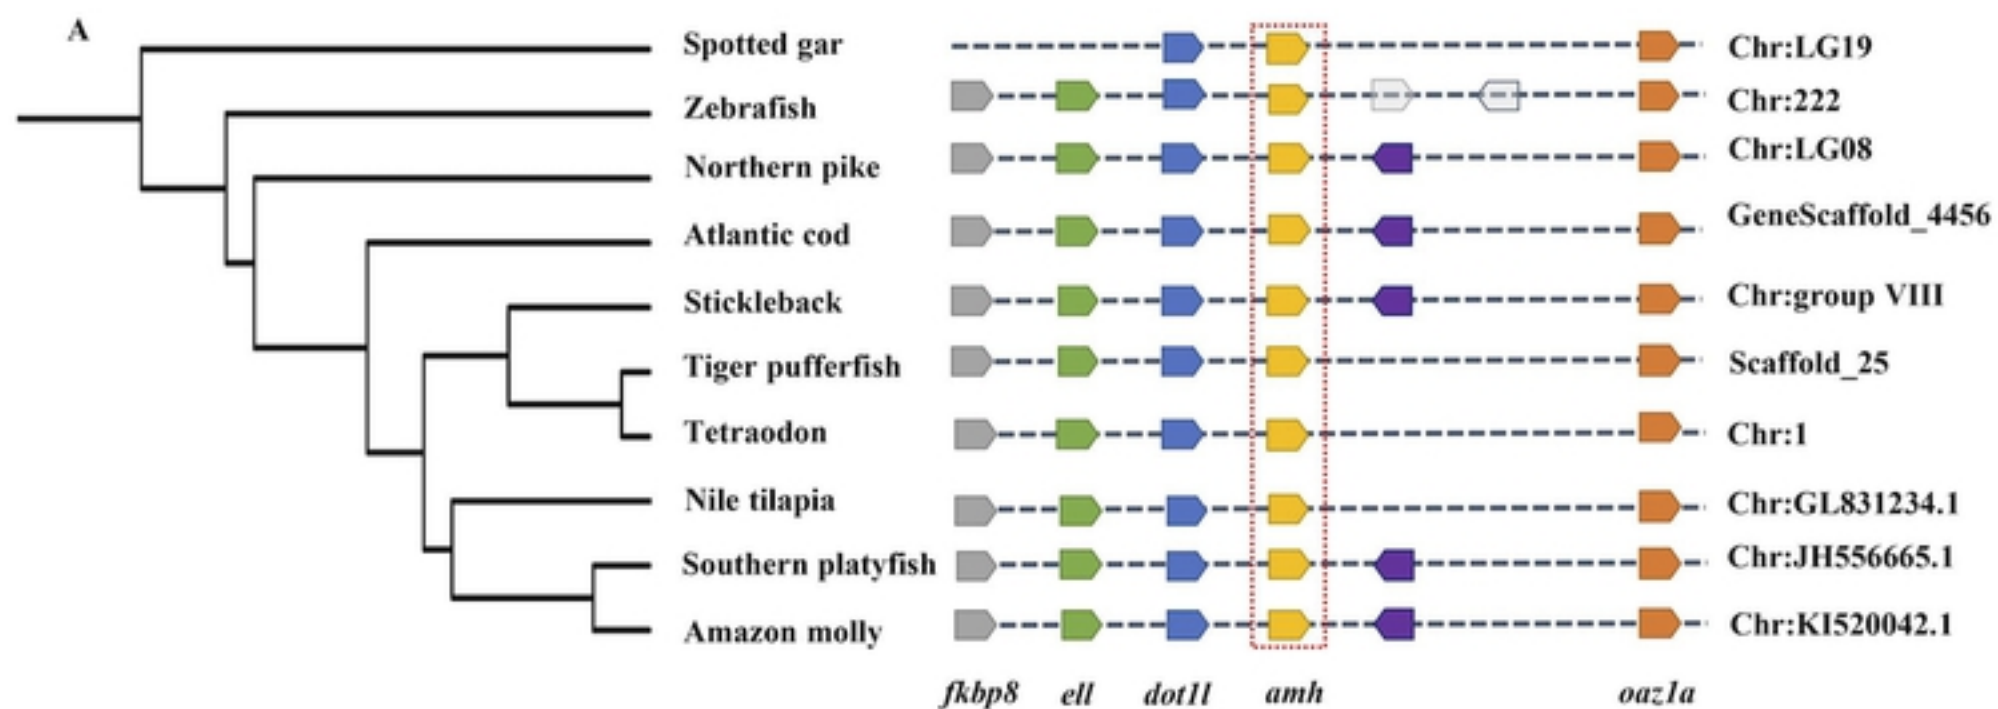 A
Spotted gar Chr:LG19
Zebrafish Chr:222
Northern pike Chr:LG08
Atlantic cod GeneScaffold_4456
Stickleback Chr:group VIII
Tiger pufferfish Scaffold_25
Tetraodon Chr:1
Nile tilapia Chr:GL831234.1
Southern platyfish Chr:JH556665.1
Amazon molly Chr:KI520042.1
fkbp8 ell dot1l amh oaz1a